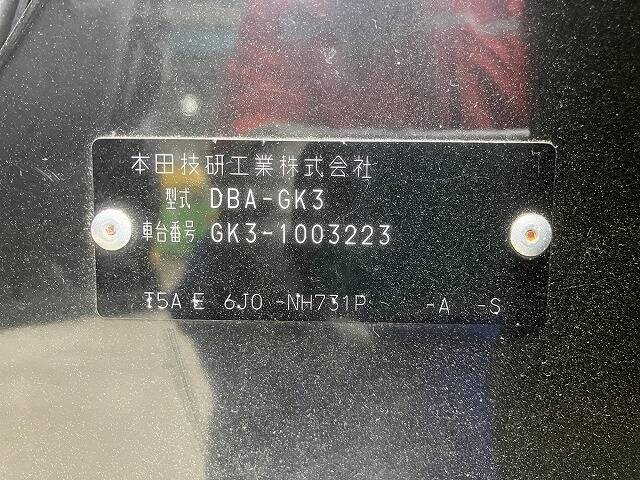 本田技研工業株式会社
型式 DBA-GK3
車台番号 GK3-1003223
T5A E 6J0 -NH731P -A -S